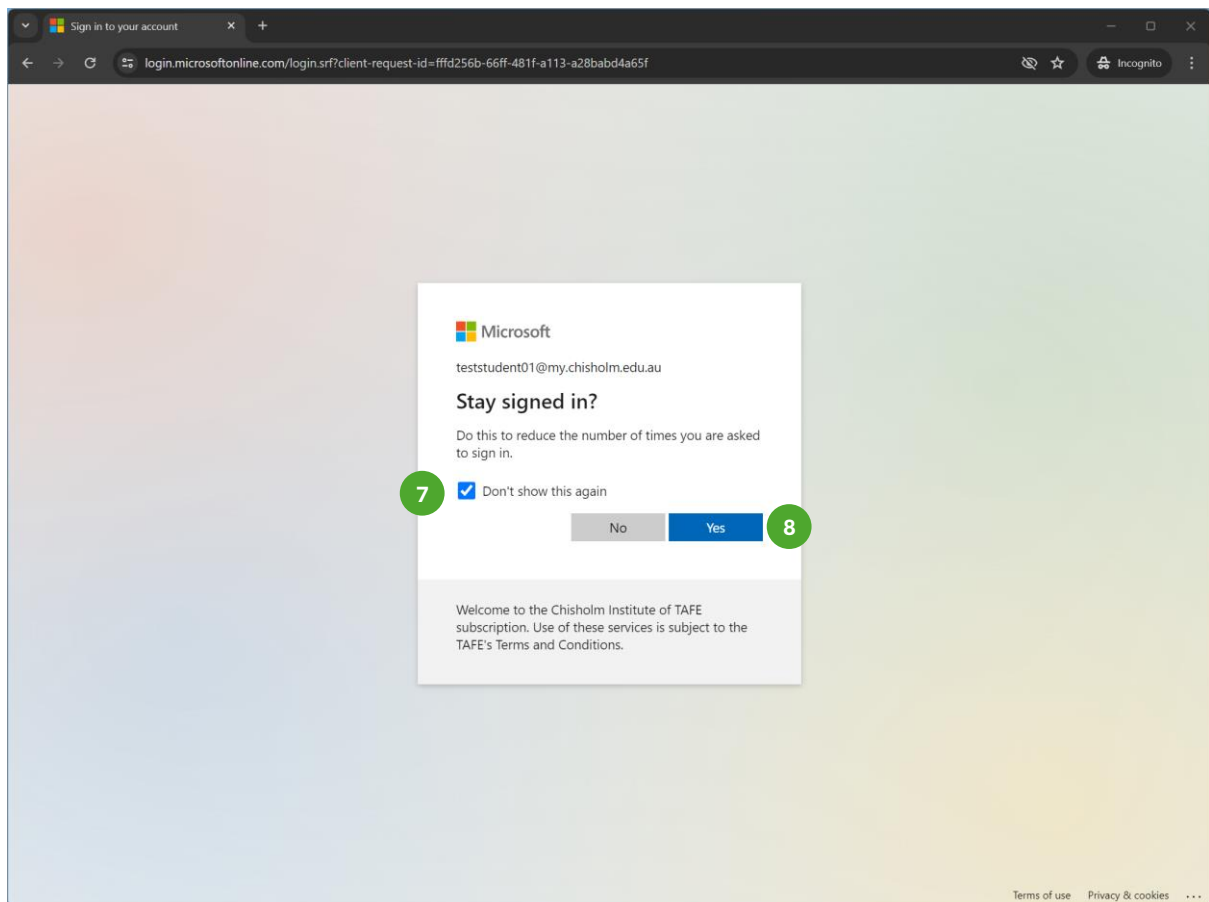 Sign in to your account
login.microsoftonline.com/login.srf?client-request-id=fffd256b-66ff-481f-a113-a28babd4a65f
Incognito
Microsoft
teststudent01@my.chisholm.edu.au
Stay signed in?
Do this to reduce the number of times you are asked
to sign in.
7
Don't show this again
No
Yes
8
Welcome to the Chisholm Institute of TAFE
subscription. Use of these services is subject to the
TAFE's Terms and Conditions.
Terms of use Privacy & cookies ...